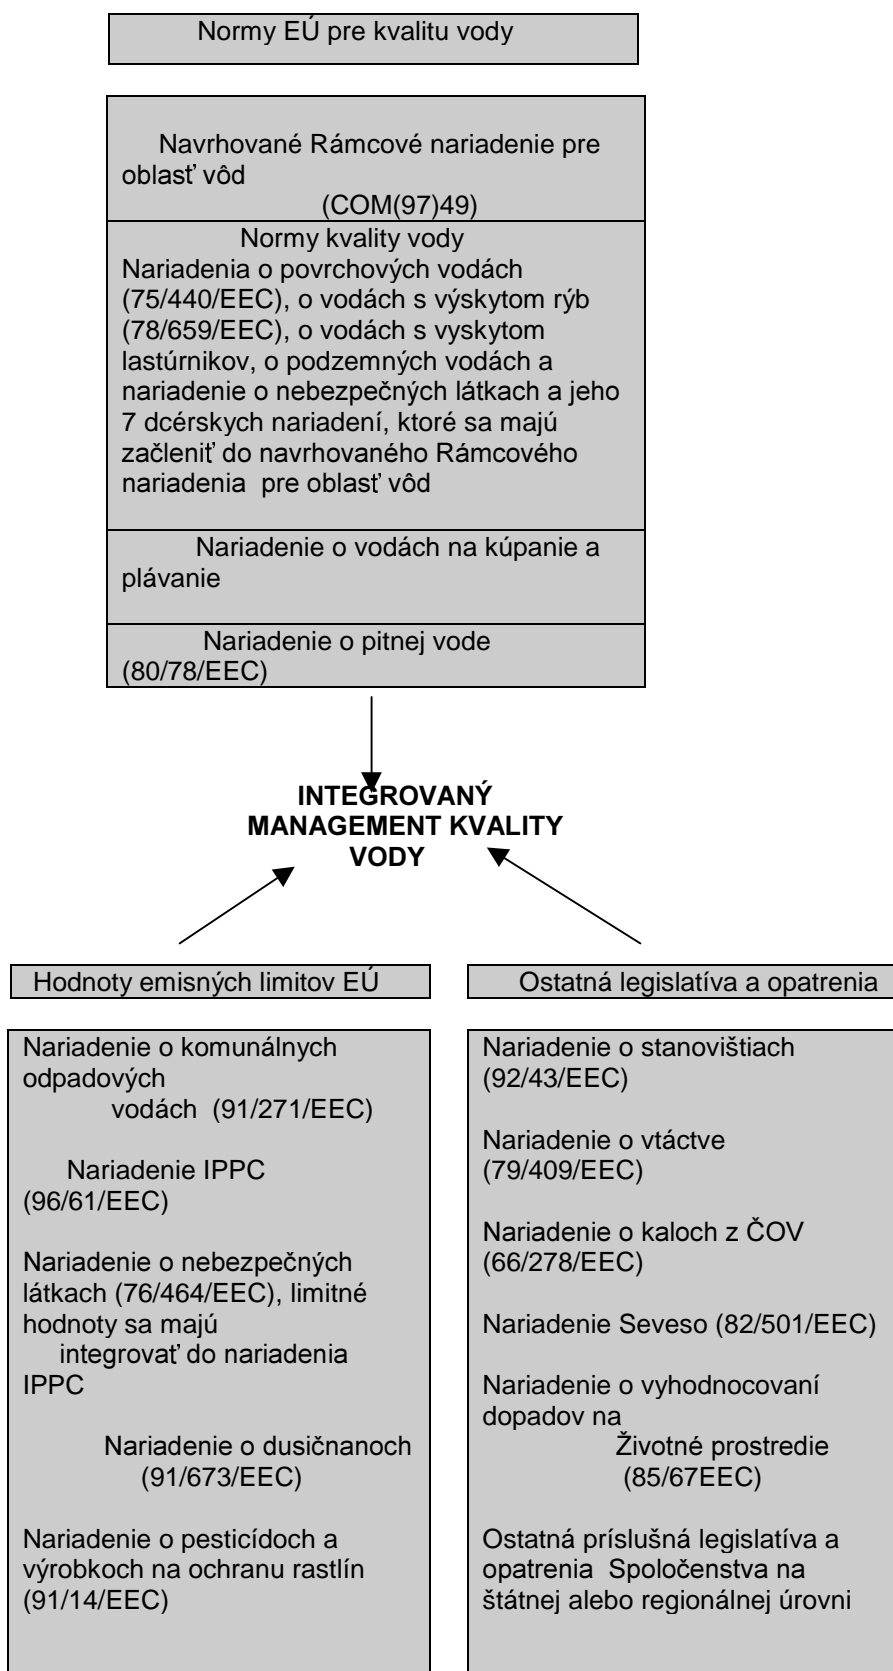 Normy EÚ pre kvalitu vody
Navrhované Rámcové nariadenie pre
oblasť vôd
(COM(97)49)
Normy kvality vody
Nariadenia o povrchových vodách
(75/440/EEC), o vodách s výskytom rýb
(78/659/EEC), o vodách s vyskytom
lastúrnikov, o podzemných vodách a
nariadenie o nebezpečných látkach a jeho
7 dcérskych nariadení, ktoré sa majú
začleniť do navrhovaného Rámcového
nariadenia pre oblasť vôd
Nariadenie o vodách na kúpanie a
plávanie
Nariadenie o pitnej vode
(80/78/EEC)
INTEGROVANÝ
MANAGEMENT KVALITY
VODY
Hodnoty emisných limitov EÚ
Nariadenie o komunálnych
odpadových
vodách (91/271/EEC)
Nariadenie IPPC
(96/61/EEC)
Nariadenie o nebezpečných
látkach (76/464/EEC), limitné
hodnoty sa majú
integrovať do nariadenia
IPPC
Nariadenie o dusičnanoch
(91/673/EEC)
Nariadenie o pesticídoch a
výrobkoch na ochranu rastlín
(91/14/EEC)
Ostatná legislatíva a opatrenia
Nariadenie o stanovištiach
(92/43/EEC)
Nariadenie o vtáctve
(79/409/EEC)
Nariadenie o kaloch z ČOV
(66/278/EEC)
Nariadenie Seveso (82/501/EEC)
Nariadenie o vyhodnocovaní
dopadov na
Životné prostredie
(85/67EEC)
Ostatná príslušná legislatíva a
opatrenia Spoločenstva na
štátnej alebo regionálnej úrovni